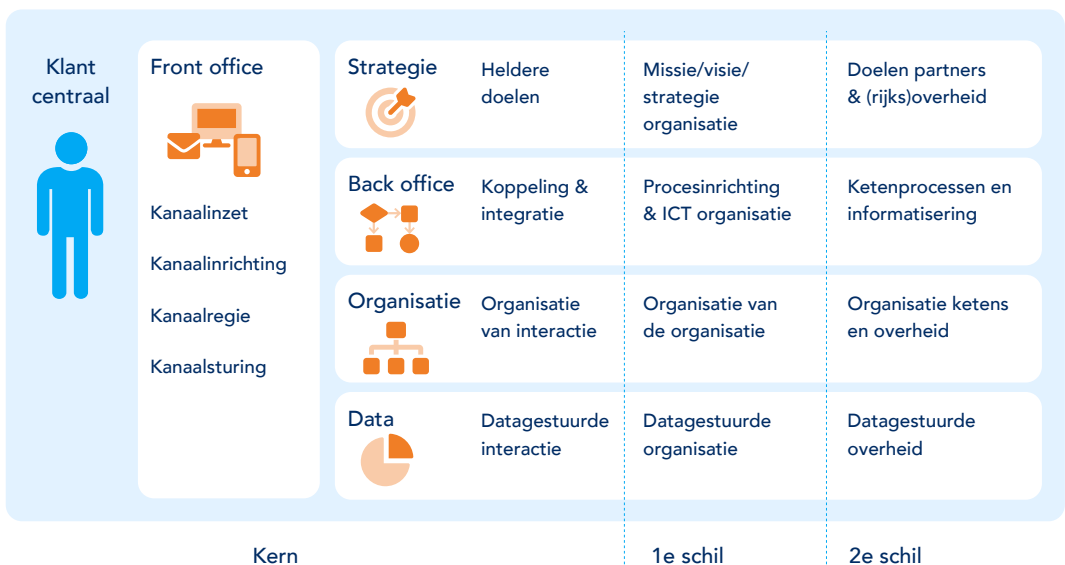 Klant
centraal
Front office
Kanaalinzet
Kanaalinrichting
Kanaalregie
Kanaalsturing
Strategie
Heldere
doelen
Missie/visie/
strategie
organisatie
Doelen partners
& (rijks)overheid
Back office
Koppeling &
integratie
Procesinrichting
& ICT organisatie
Ketenprocessen en
informatisering
Organisatie
Organisatie
van interactie
Organisatie van
de organisatie
Organisatie ketens
en overheid
Data
Datagestuurde
interactie
Datagestuurde
organisatie
Datagestuurde
overheid
Kern
1e schil
2e schil